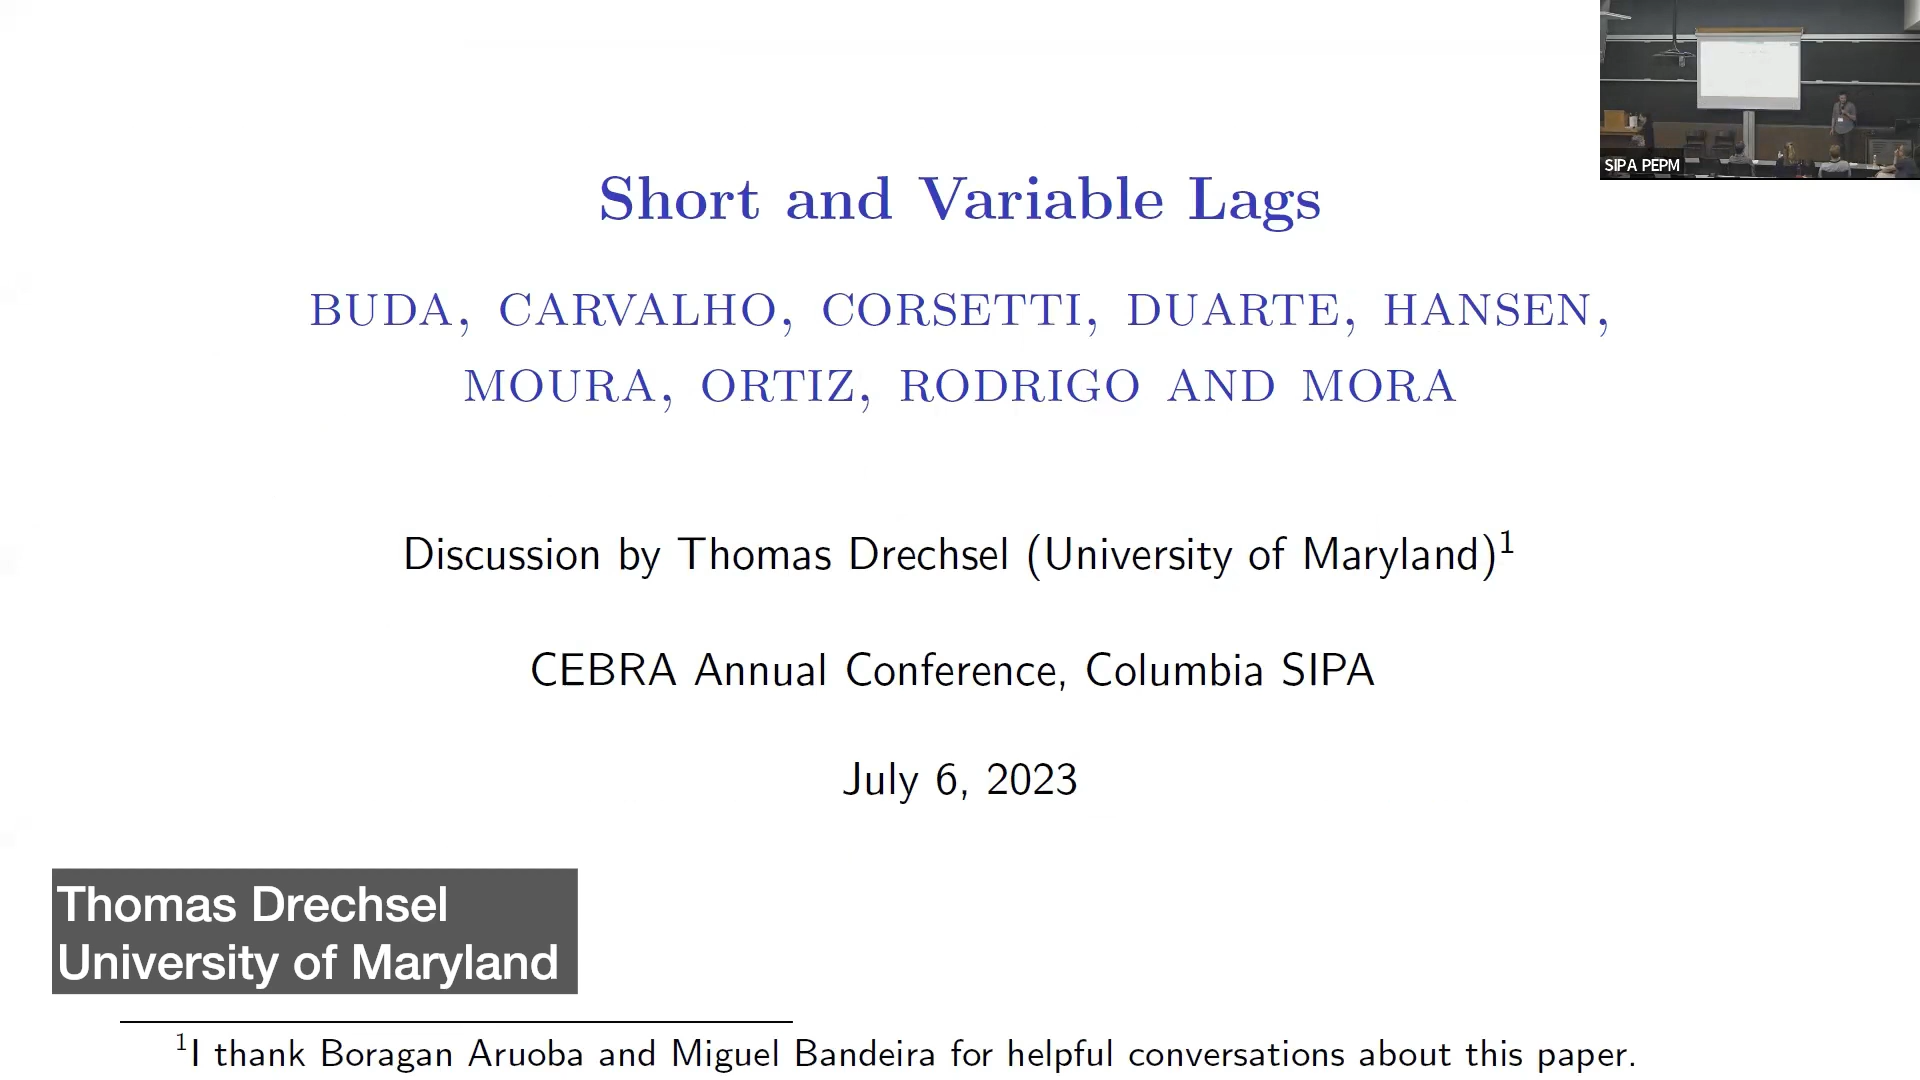 SIPA PEPM
Short and Variable Lags
BUDA, CARVALHO, CORSETTI, DUARTE, HANSEN,
MOURA, ORTIZ, RODRIGO AND MORA
Discussion by Thomas Drechsel (University of Maryland)¹
CEBRA Annual Conference, Columbia SIPA
July 6, 2023
Thomas Drechsel
University of Maryland
¹I thank Boragan Aruoba and Miguel Bandeira for helpful conversations about this paper.